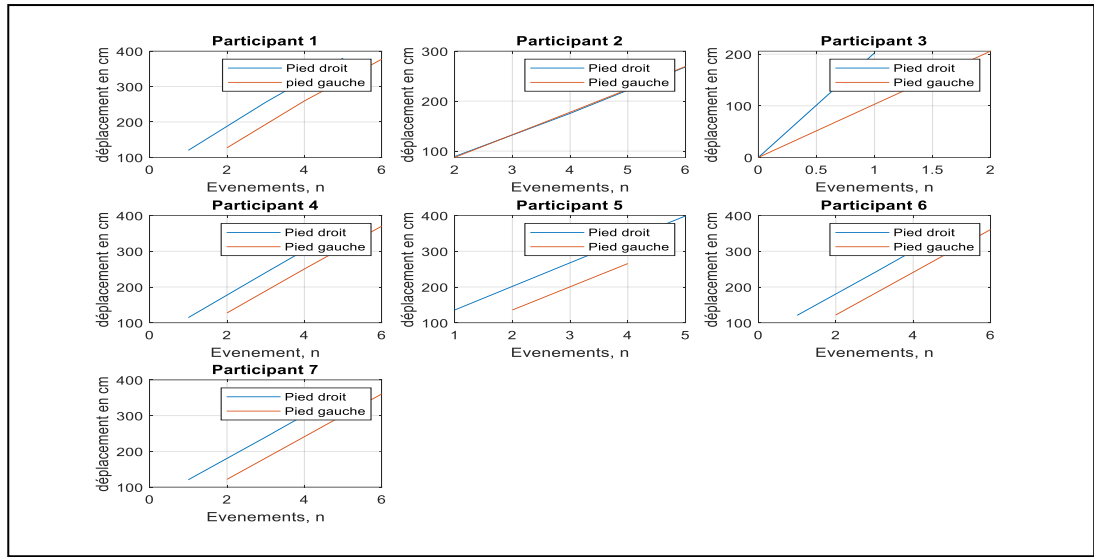 Participant 1
400
300
200
100
0
2
4
6
déplacement en cm
Evenements, n
Pied droit
pied gauche
Participant 2
300
200
100
2
3
4
5
6
déplacement en cm
Evenements, n
Pied droit
Pied gauche
Participant 3
200
100
0
0
0.5
1
1.5
2
déplacement en cm
Evenements, n
Pied droit
Pied gauche
Participant 4
400
300
200
100
0
2
4
6
déplacement en cm
Evenement, n
Pied droit
Pied gauche
Participant 5
400
300
200
100
1
2
3
4
5
déplacement en cm
Evenements, n
Pied droit
Pied gauche
Participant 6
400
300
200
100
0
2
4
6
déplacement en cm
Evenements, n
Pied droit
Pied gauche
Participant 7
400
300
200
100
0
2
4
6
déplacement en cm
Evenements, n
Pied droit
Pied gauche